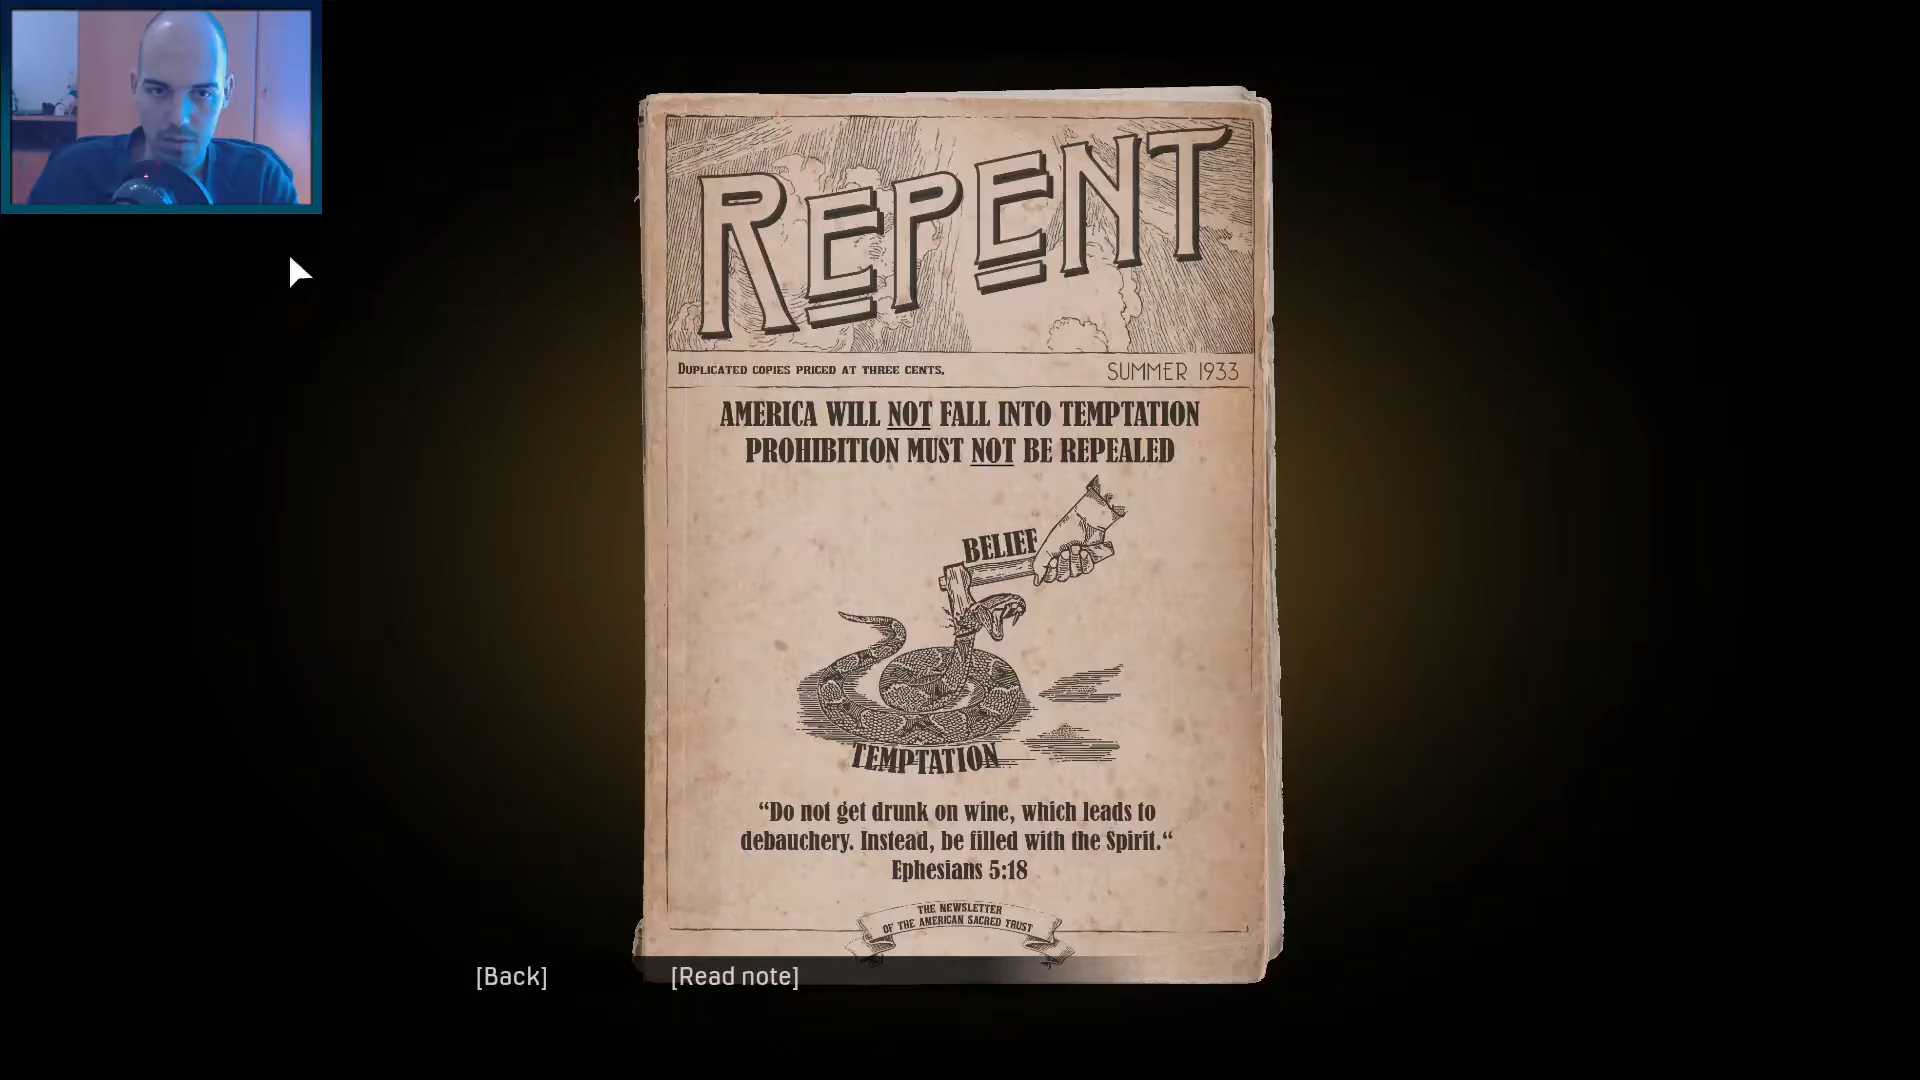 REPENT
DUPLICATED COPIES PRICED AT THREE CENTS.
SUMMER 1933
AMERICA WILL NOT FALL INTO TEMPTATION
PROHIBITION MUST NOT BE REPEALED
BELIEF
TEMPTATION
“Do not get drunk on wine, which leads to
debauchery. Instead, be filled with the Spirit.“
Ephesians 5:18
THE NEWSLETTER
OF THE AMERICAN SACRED TRUST
[Back]
[Read note]